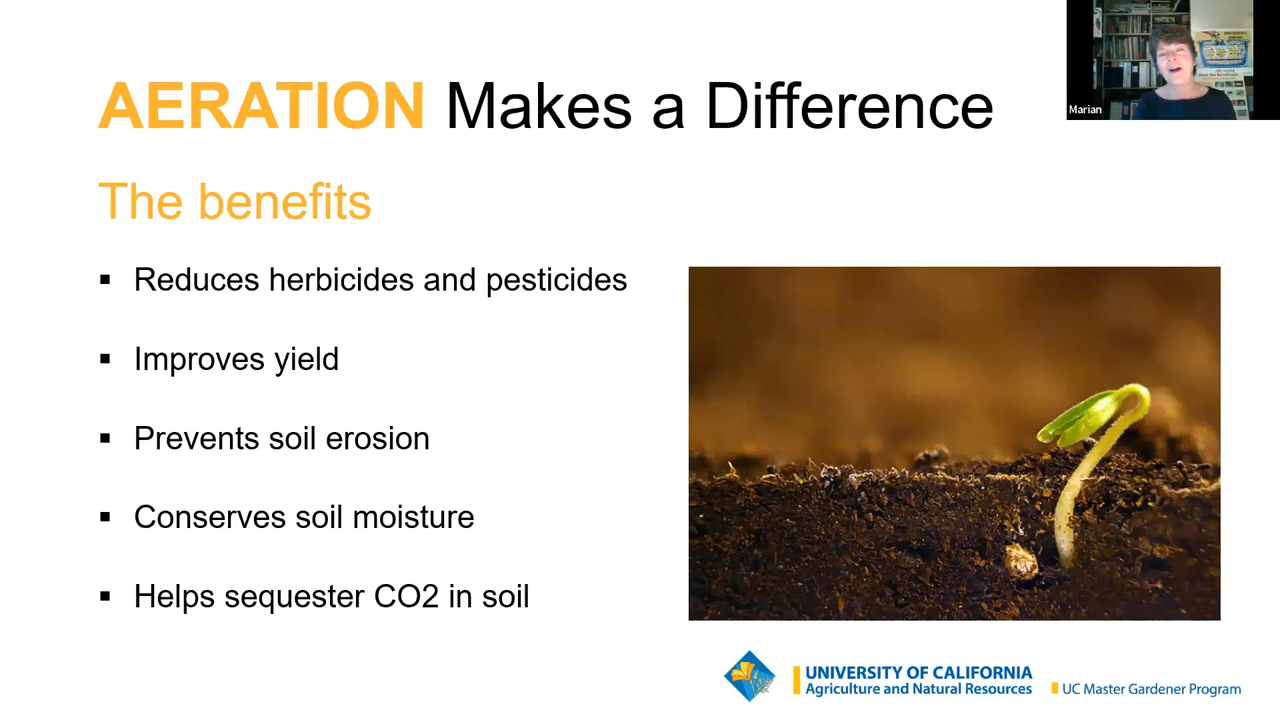 AERATION Makes a Difference
Marian
The benefits
Reduces herbicides and pesticides
Improves yield
Prevents soil erosion
Conserves soil moisture
Helps sequester CO2 in soil
UNIVERSITY OF CALIFORNIA
Agriculture and Natural Resources
UC Master Gardener Program